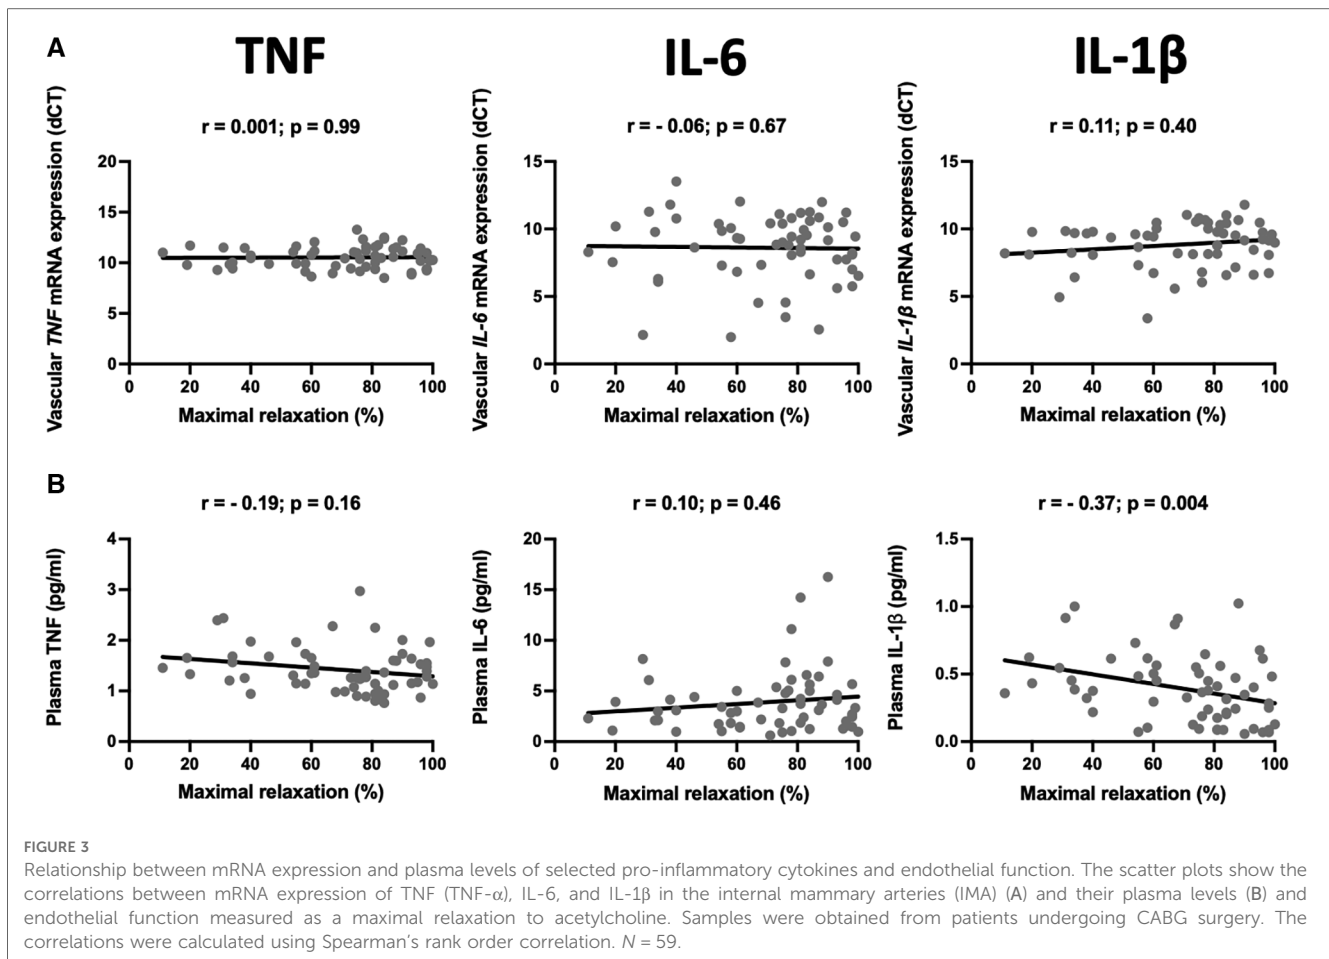 A
TNF
IL-6
IL-1β
r = 0.001; p = 0.99
r = - 0.06; p = 0.67
r = 0.11; p = 0.40
Vascular TNF mRNA expression (dCT)
20
15
10
5
0
0 20 40 60 80 100
Maximal relaxation (%)
Vascular IL-6 mRNA expression (dCT)
15
10
5
0
0 20 40 60 80 100
Maximal relaxation (%)
Vascular IL-1β mRNA expression (dCT)
15
10
5
0
0 20 40 60 80 100
Maximal relaxation (%)
B
r = - 0.19; p = 0.16
r = 0.10; p = 0.46
r = - 0.37; p = 0.004
Plasma TNF (pg/ml)
4
3
2
1
0
0 20 40 60 80 100
Maximal relaxation (%)
Plasma IL-6 (pg/ml)
20
15
10
5
0
0 20 40 60 80 100
Maximal relaxation (%)
Plasma IL-1β (pg/ml)
1.5
1.0
0.5
0.0
0 20 40 60 80 100
Maximal relaxation (%)
FIGURE 3
Relationship between mRNA expression and plasma levels of selected pro-inflammatory cytokines and endothelial function. The scatter plots show the
correlations between mRNA expression of TNF (TNF-α), IL-6, and IL-1β in the internal mammary arteries (IMA) (A) and their plasma levels (B) and
endothelial function measured as a maximal relaxation to acetylcholine. Samples were obtained from patients undergoing CABG surgery. The
correlations were calculated using Spearman's rank order correlation. N = 59.